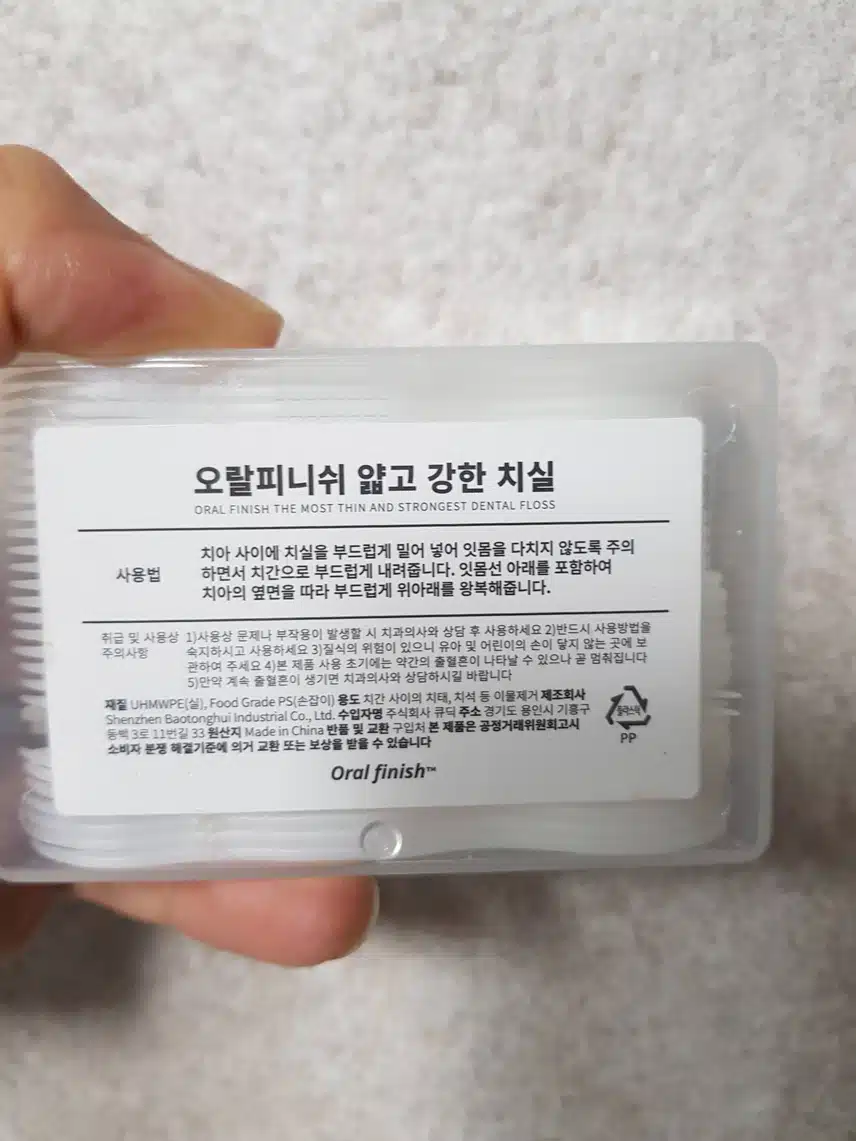 오랄피니쉬 얇고 강한 치실
ORAL FINISH THE MOST THIN AND STRONGEST DENTAL FLOSS
사용법
치아 사이에 치실을 부드럽게 밀어 넣어 잇몸을 다치지 않도록 주의
하면서 치간으로 부드럽게 내려줍니다. 잇몸선 아래를 포함하여
치아의 옆면을 따라 부드럽게 위아래를 왕복해줍니다.
취급 및 사용상
주의사항
1)사용상 문제나 부작용이 발생할 시 치과의사와 상담 후 사용하세요 2)반드시 사용방법을
숙지하시고 사용하세요 3)질식의 위험이 있으니 유아 및 어린이의 손이 닿지 않는 곳에 보
관하여 주세요 4)본 제품 사용 초기에는 약간의 출혈흔이 나타날 수 있으나 곧 멈춰집니다
5)만약 계속 출혈흔이 생기면 치과의사와 상담하시길 바랍니다
재질 UHMWPE(실), Food Grade PS(손잡이) 용도 치간 사이의 치태, 치석 등 이물제거 제조회사
Shenzhen Baotonghui Industrial Co., Ltd. 수입자명 주식회사 큐딕 주소 경기도 용인시 기흥구
동백 3로 11번길 33 원산지 Made in China 반품 및 교환 구입처 본 제품은 공정거래위원회고시
소비자 분쟁 해결기준에 의거 교환 또는 보상을 받을 수 있습니다
플라스틱
PP
Oral finish™